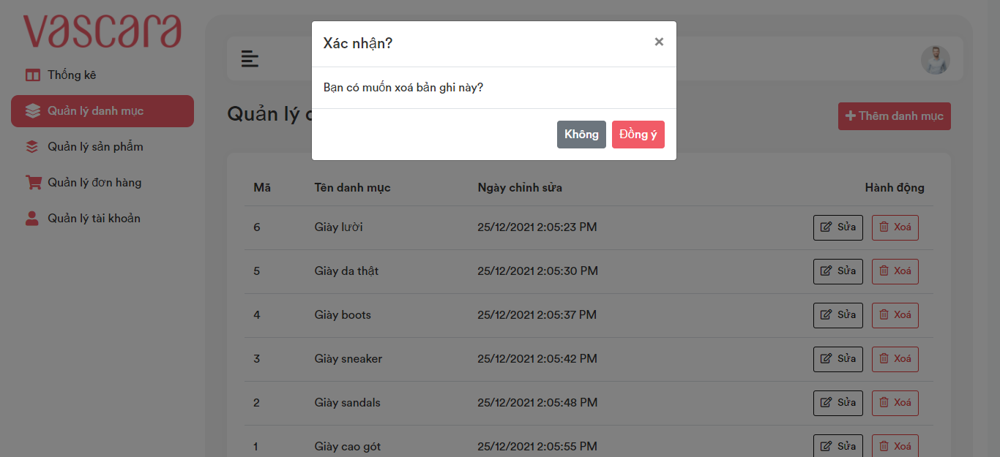 vascara
Xác nhận? ×
Bạn có muốn xoá bản ghi này?
Không Đồng ý
Thống kê
Quản lý danh mục
Quản lý sản phẩm
Quản lý đơn hàng
Quản lý tài khoản
Quản lý
Thêm danh mục
Mã Tên danh mục Ngày chỉnh sửa Hành động
6 Giày lười 25/12/2021 2:05:23 PM Sửa Xoá
5 Giày da thật 25/12/2021 2:05:30 PM Sửa Xoá
4 Giày boots 25/12/2021 2:05:37 PM Sửa Xoá
3 Giày sneaker 25/12/2021 2:05:42 PM Sửa Xoá
2 Giày sandals 25/12/2021 2:05:48 PM Sửa Xoá
1 Giày cao gót 25/12/2021 2:05:55 PM Sửa Xoá